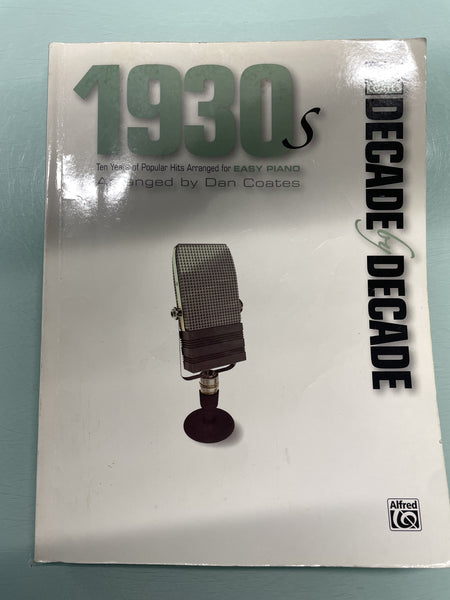 1930s
Ten Years of Popular Hits Arranged for EASY PIANO
Arranged by Dan Coates
DECADE by DECADE
Alfred